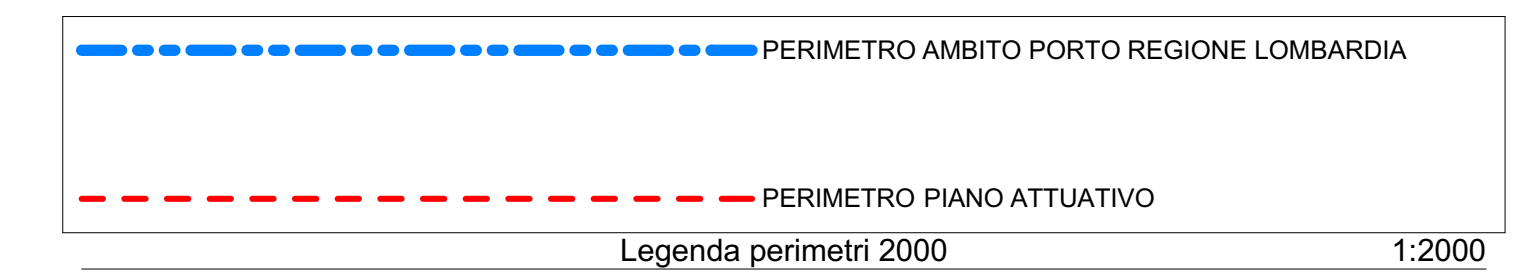 PERIMETRO AMBITO PORTO REGIONE LOMBARDIA
PERIMETRO PIANO ATTUATIVO
Legenda perimetri 2000 1:2000